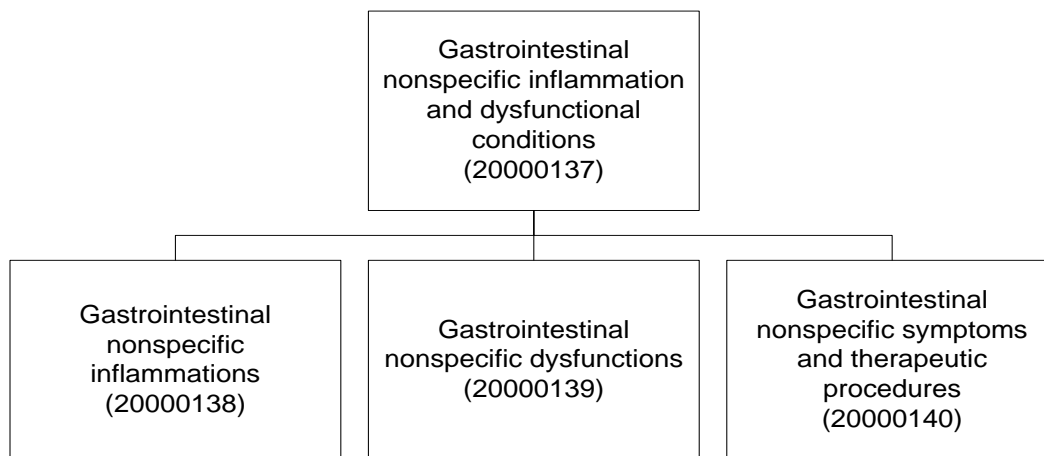 Gastrointestinal
nonspecific inflammation
and dysfunctional
conditions
(20000137)
Gastrointestinal
nonspecific
inflammations
(20000138)
Gastrointestinal
nonspecific dysfunctions
(20000139)
Gastrointestinal
nonspecific symptoms
and therapeutic
procedures
(20000140)